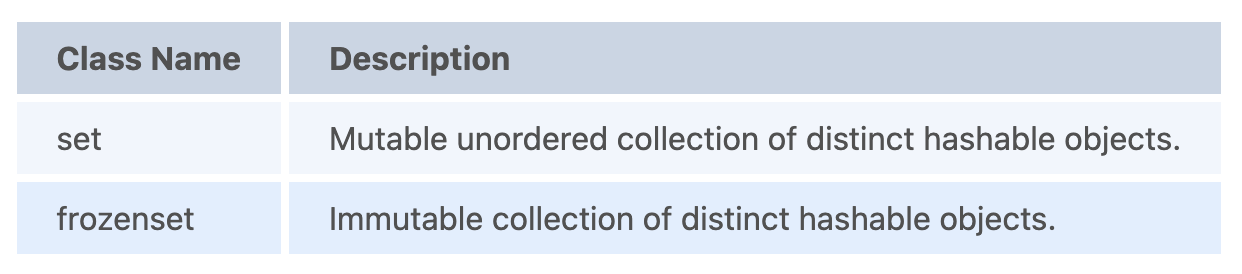 Class Name Description
set Mutable unordered collection of distinct hashable objects.
frozenset Immutable collection of distinct hashable objects.